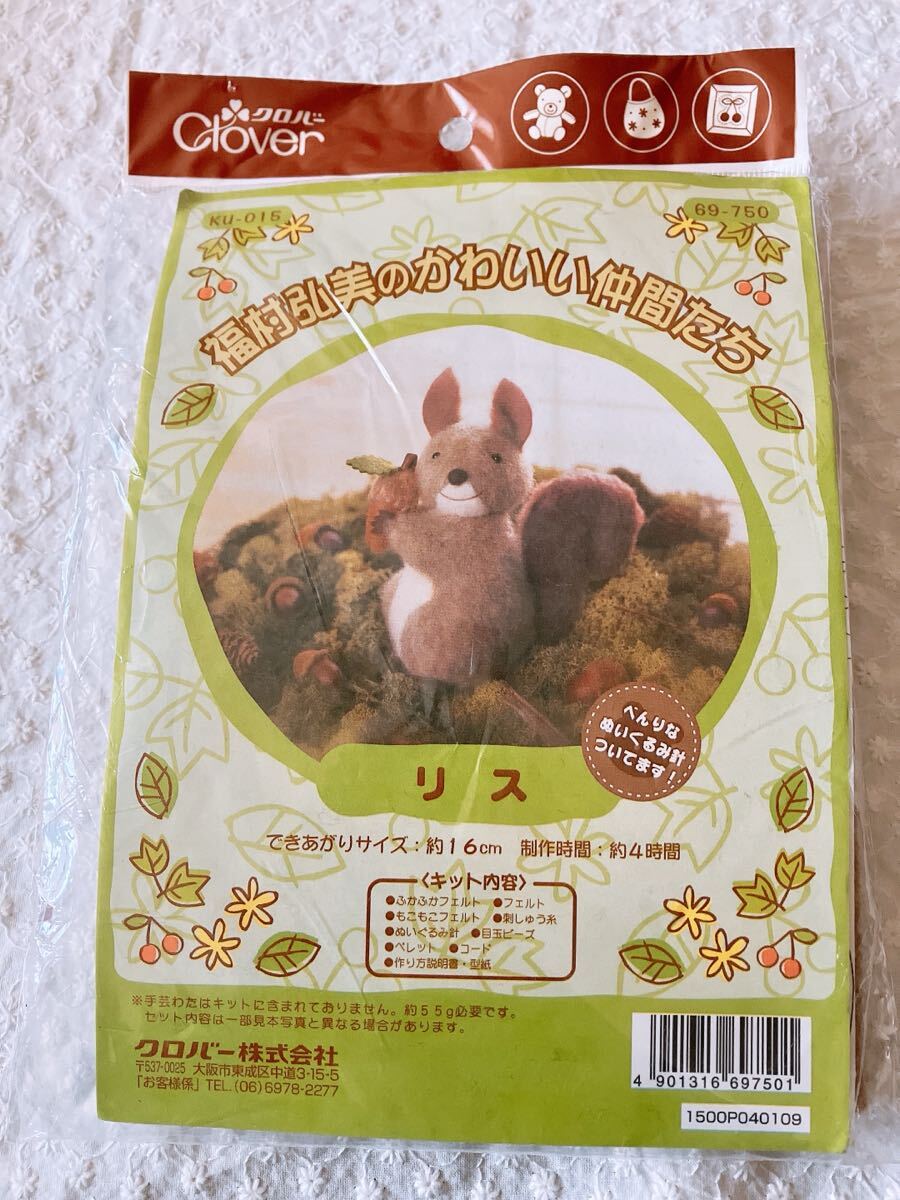 クロバー
Clover
KU-015
69-750
福村弘美のかわいい仲間たち
べんりな
ぬいぐるみ針
ついてます！
リス
できあがりサイズ：約16cm 制作時間：約4時間
〈キット内容〉
●ふかふかフェルト ●フェルト
●もこもこフェルト ●刺しゅう糸
●ぬいぐるみ針 ●目玉ビーズ
●ペレット ●コード
●作り方説明書・型紙
※手芸わたはキットに含まれておりません。約55g必要です。
セット内容は一部見本写真と異なる場合があります。
クロバー株式会社
〒537-0025 大阪市東成区中道3-15-5
「お客様係」TEL.(06)6978-2277
4 901316 697501
1500P040109